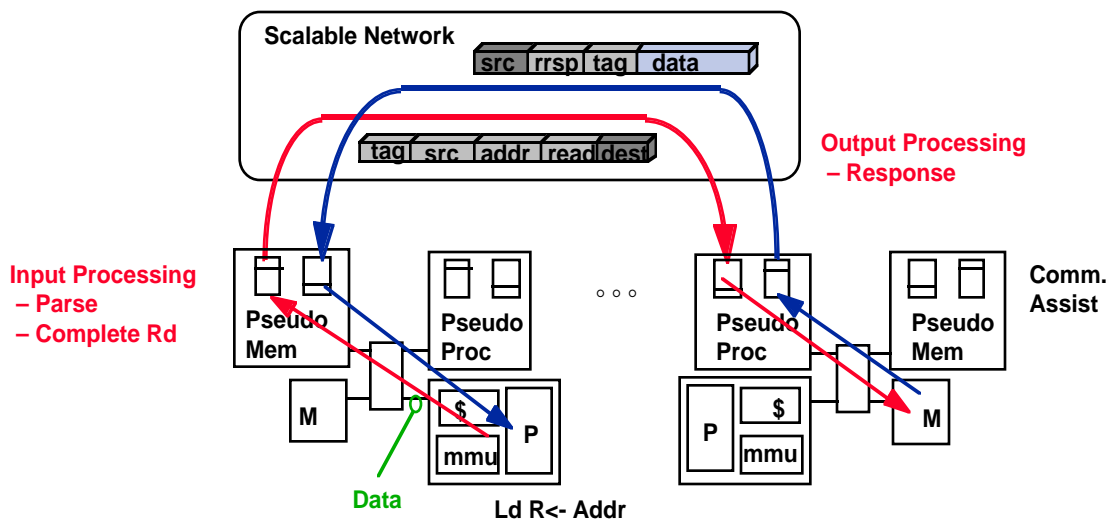 Scalable Network
src rrsp tag data
tag src addr read dest
Output Processing
– Response
Input Processing
– Parse
– Complete Rd
Pseudo
Mem
Pseudo
Proc
° ° °
Pseudo
Proc
Pseudo
Mem
Comm.
Assist
M
$
P
mmu
P
$
mmu
M
Data
Ld R<- Addr